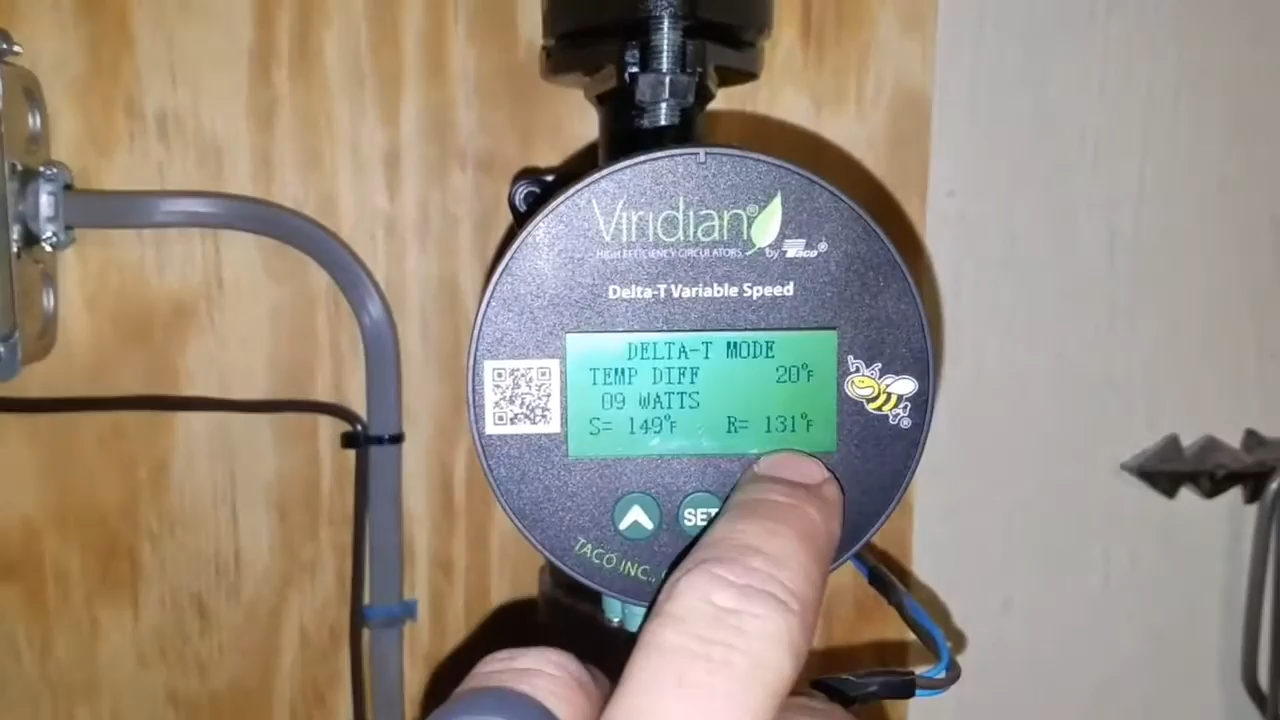 Viridian®
HIGH EFFICIENCY CIRCULATORS
by Taco®
Delta-T Variable Speed
DELTA-T MODE
TEMP DIFF 20°F
09 WATTS
S= 149°F R= 131°F
SET
TACO INC.,